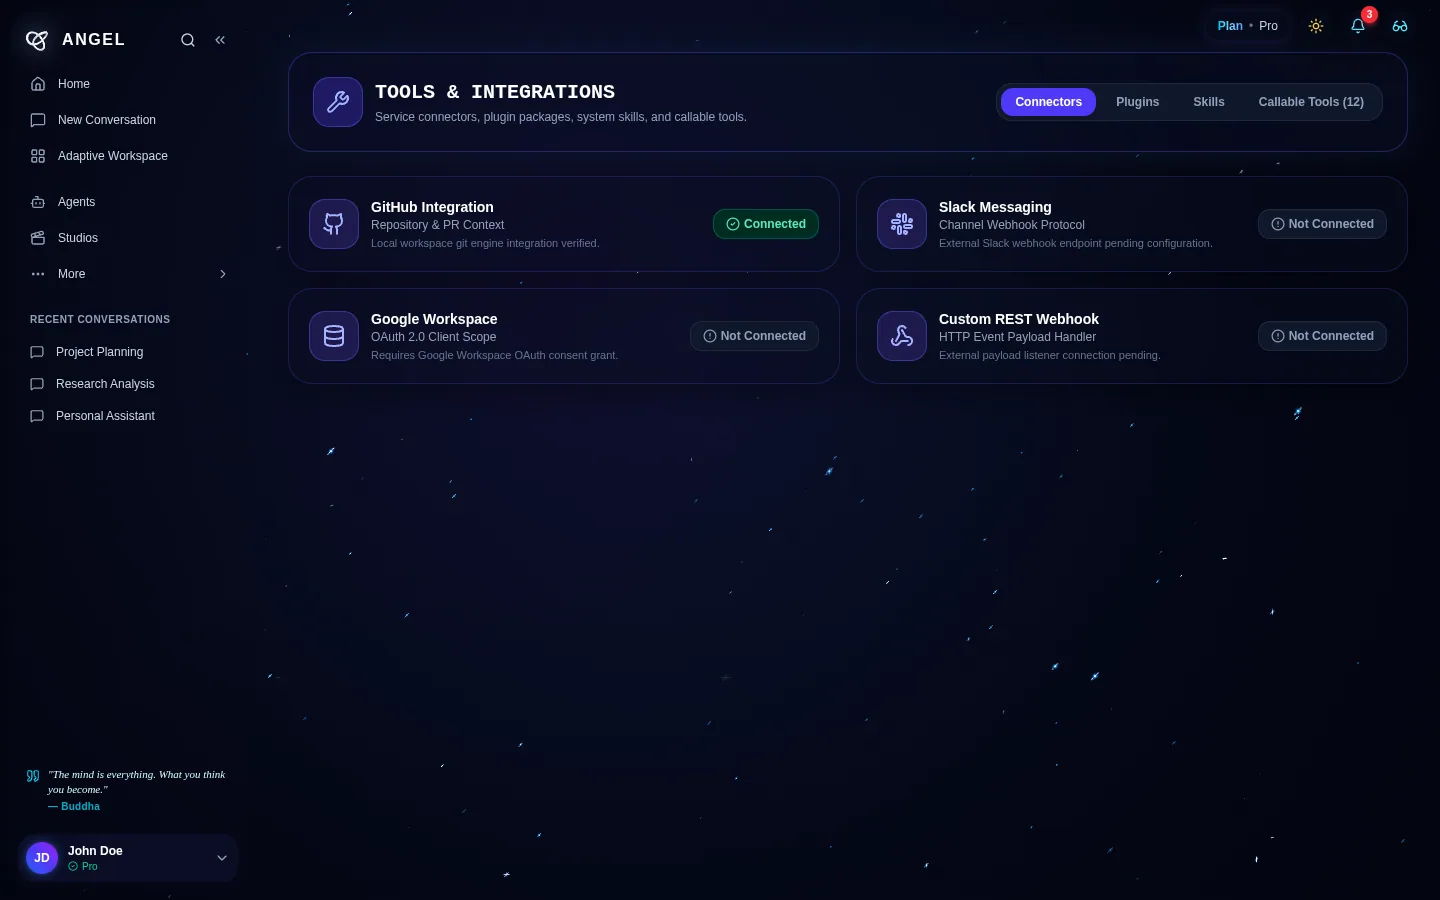 ANGEL
Home
New Conversation
Adaptive Workspace
Agents
Studios
More
RECENT CONVERSATIONS
Project Planning
Research Analysis
Personal Assistant
"The mind is everything. What you think
you become."
— Buddha
JD
John Doe
Pro
Plan • Pro
3
TOOLS & INTEGRATIONS
Service connectors, plugin packages, system skills, and callable tools.
Connectors
Plugins
Skills
Callable Tools (12)
GitHub Integration
Repository & PR Context
Local workspace git engine integration verified.
Connected
Slack Messaging
Channel Webhook Protocol
External Slack webhook endpoint pending configuration.
Not Connected
Google Workspace
OAuth 2.0 Client Scope
Requires Google Workspace OAuth consent grant.
Not Connected
Custom REST Webhook
HTTP Event Payload Handler
External payload listener connection pending.
Not Connected